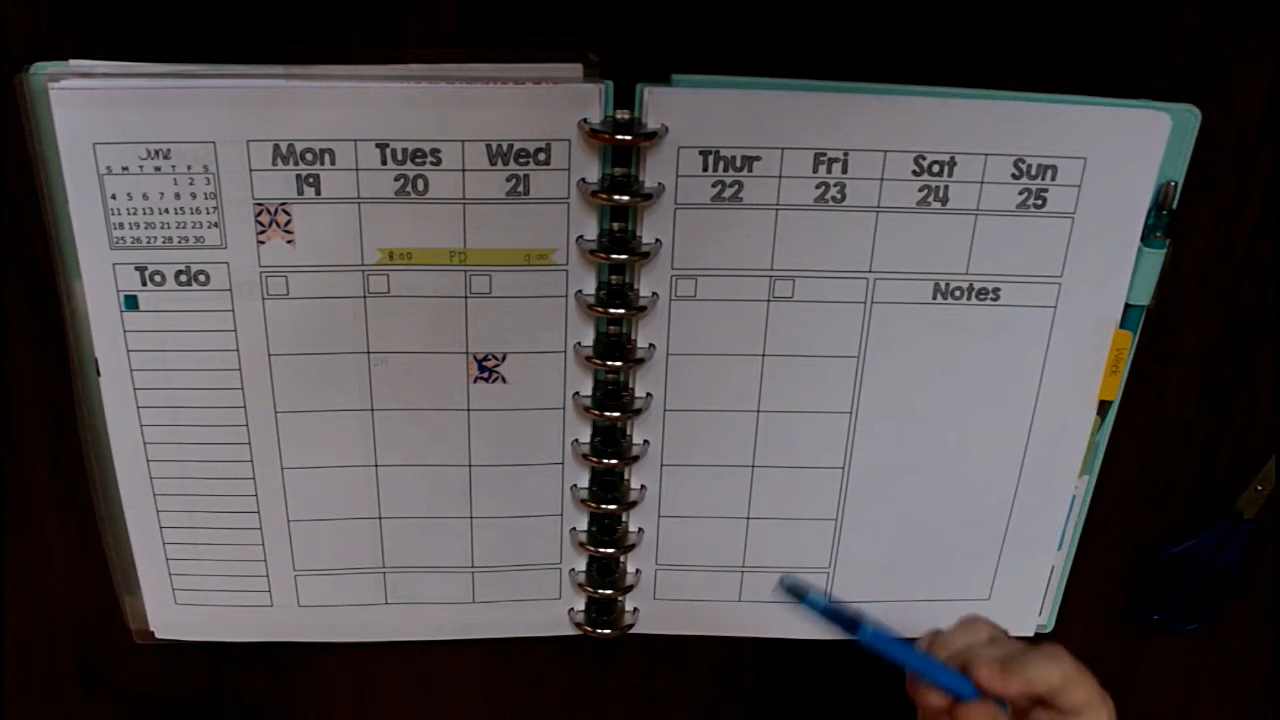 June
S M T W T F S
1 2 3
4 5 6 7 8 9 10
11 12 13 14 15 16 17
18 19 20 21 22 23 24
25 26 27 28 29 30
To do
Mon Tues Wed
19 20 21
8:00 PD 9:00
Thur Fri Sat Sun
22 23 24 25
Notes
Week